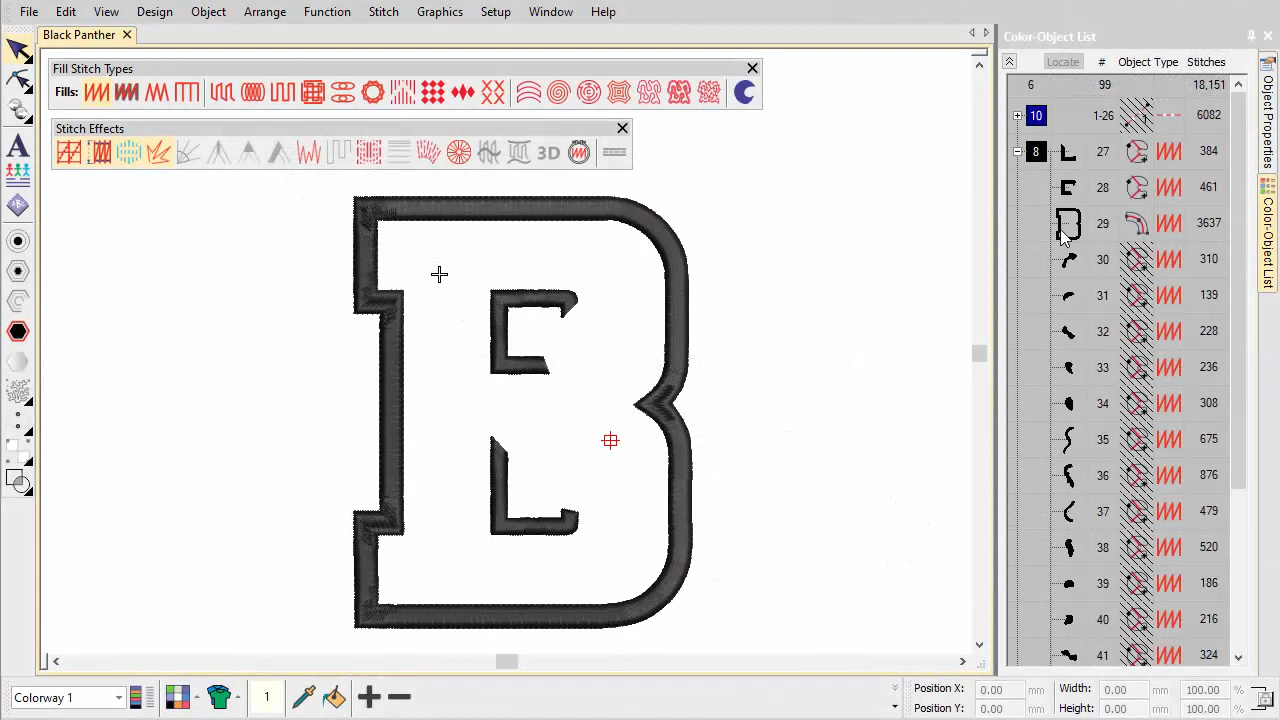 File Edit View Design Object Arrange Function Stitch Graphics Setup Window Help
Black Panther
Color-Object List
Fill Stitch Types
Fills:
Stitch Effects
3D
Locate # Object Type Stitches
6 99 18,151
10 1-26 6082
8 27 384
28 461
29 3637
30 310
31 139
32 228
33 286
34 308
35 675
36 876
37 479
38 520
39 186
40 216
41 324
Object Properties
Color-Object List
B
Colorway 1
1
Position X: 0.00 mm Width: 0.00 mm 100.00 %
Position Y: 0.00 mm Height: 0.00 mm 100.00 %